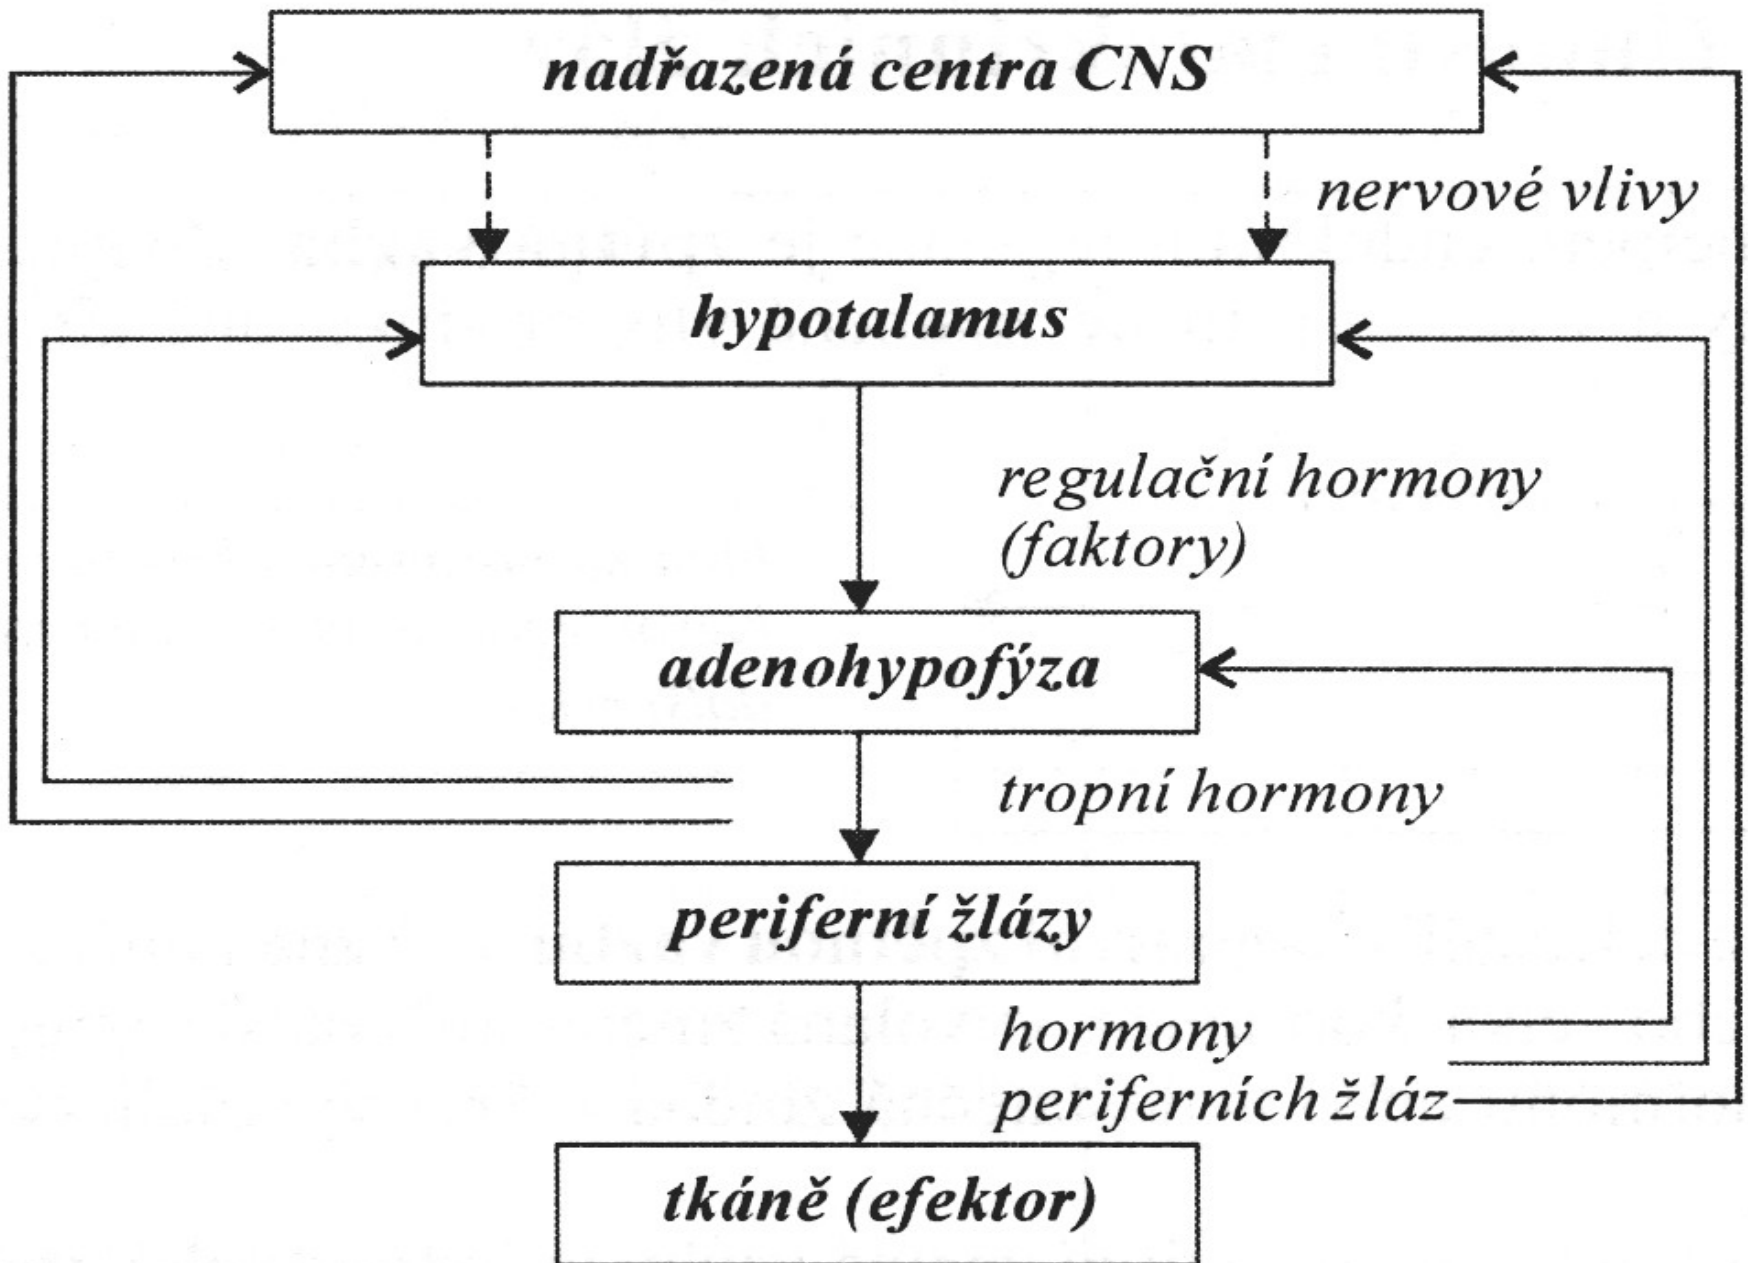 nadřazená centra CNS
nervové vlivy
hypotalamus
regulační hormony
(faktory)
adenohypofýza
tropní hormony
periferní žlázy
hormony
periferních žláz
tkáně (efektor)